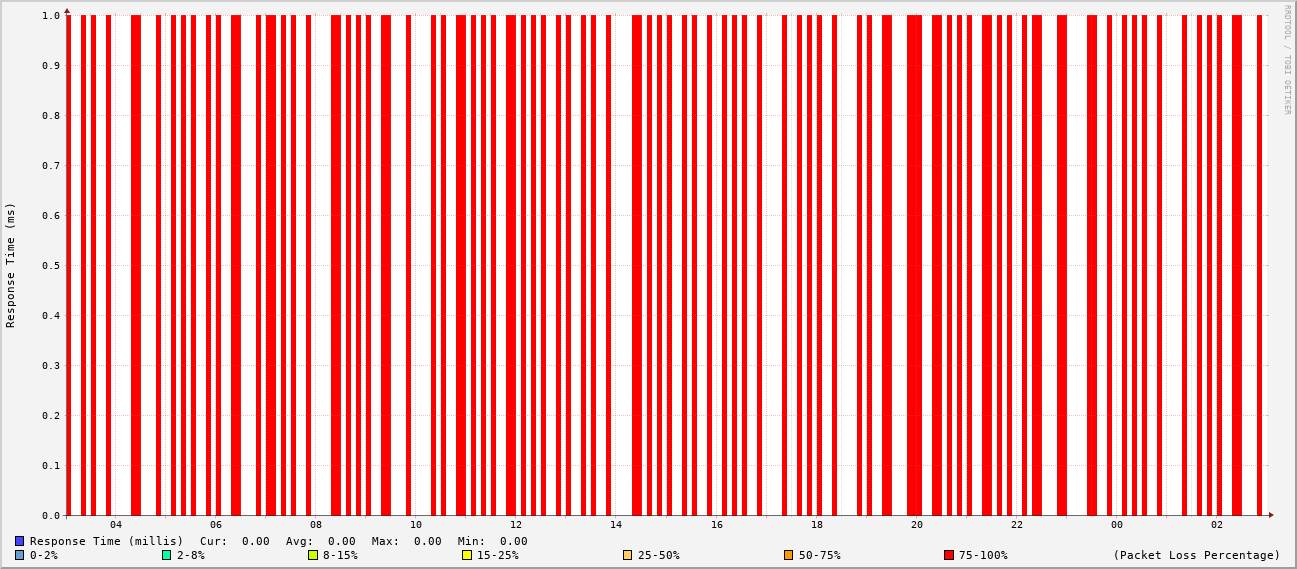 RRDTOOL / TOBI OETIKER
Response Time (ms)
1.0
0.9
0.8
0.7
0.6
0.5
0.4
0.3
0.2
0.1
0.0
04 06 08 10 12 14 16 18 20 22 00 02
Response Time (millis) Cur: 0.00 Avg: 0.00 Max: 0.00 Min: 0.00
0-2% 2-8% 8-15% 15-25% 25-50% 50-75% 75-100% (Packet Loss Percentage)